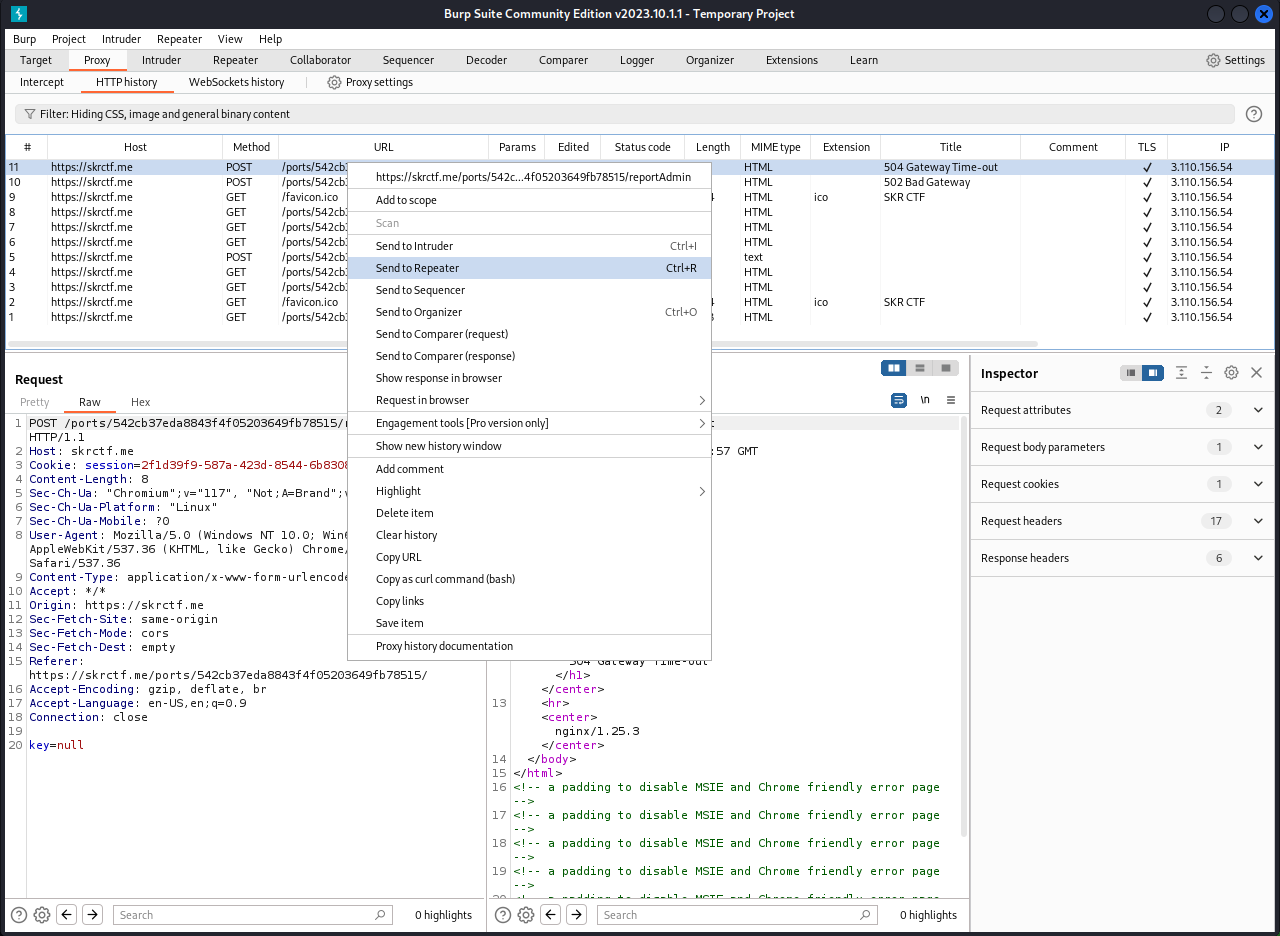 Burp Suite Community Edition v2023.10.1.1 - Temporary Project
Burp Project Intruder Repeater View Help
Target Proxy Intruder Repeater Collaborator Sequencer Decoder Comparer Logger Organizer Extensions Learn Settings
Intercept HTTP history WebSockets history Proxy settings
Filter: Hiding CSS, image and general binary content
# Host Method URL Params Edited Status code Length MIME type Extension Title Comment TLS IP
11 https://skrctf.me POST /ports/542cb3 HTML 504 Gateway Time-out ✓ 3.110.156.54
10 https://skrctf.me POST /ports/542cb3 HTML 502 Bad Gateway ✓ 3.110.156.54
9 https://skrctf.me GET /favicon.ico HTML ico SKR CTF ✓ 3.110.156.54
8 https://skrctf.me GET /ports/542cb3 HTML ✓ 3.110.156.54
7 https://skrctf.me GET /ports/542cb3 HTML ✓ 3.110.156.54
6 https://skrctf.me GET /ports/542cb3 HTML ✓ 3.110.156.54
5 https://skrctf.me POST /ports/542cb3 text ✓ 3.110.156.54
4 https://skrctf.me GET /ports/542cb3 HTML ✓ 3.110.156.54
3 https://skrctf.me GET /ports/542cb3 HTML ✓ 3.110.156.54
2 https://skrctf.me GET /favicon.ico HTML ico SKR CTF ✓ 3.110.156.54
1 https://skrctf.me GET /ports/542cb3 HTML ✓ 3.110.156.54
https://skrctf.me/ports/542c...4f05203649fb78515/reportAdmin
Add to scope
Scan
Send to Intruder Ctrl+I
Send to Repeater Ctrl+R
Send to Sequencer
Send to Organizer Ctrl+O
Send to Comparer (request)
Send to Comparer (response)
Show response in browser
Request in browser
Engagement tools [Pro version only]
Show new history window
Add comment
Highlight
Delete item
Clear history
Copy URL
Copy as curl command (bash)
Copy links
Save item
Proxy history documentation
Request
Pretty Raw Hex
\n
1 POST /ports/542cb37eda8843f4f05203649fb78515/
HTTP/1.1
2 Host: skrctf.me
3 Cookie: session=2f1d39f9-587a-423d-8544-6b8308
4 Content-Length: 8
5 Sec-Ch-Ua: "Chromium";v="117", "Not;A=Brand";v
6 Sec-Ch-Ua-Platform: "Linux"
7 Sec-Ch-Ua-Mobile: ?0
8 User-Agent: Mozilla/5.0 (Windows NT 10.0; Win6
AppleWebKit/537.36 (KHTML, like Gecko) Chrome/
Safari/537.36
9 Content-Type: application/x-www-form-urlencode
10 Accept: */*
11 Origin: https://skrctf.me
12 Sec-Fetch-Site: same-origin
13 Sec-Fetch-Mode: cors
14 Sec-Fetch-Dest: empty
15 Referer:
https://skrctf.me/ports/542cb37eda8843f4f05203649fb78515/
16 Accept-Encoding: gzip, deflate, br
17 Accept-Language: en-US,en;q=0.9
18 Connection: close
19
20 key=null
:57 GMT
504 Gateway Time-out
</h1>
</center>
13 <hr>
<center>
nginx/1.25.3
</center>
14 </body>
15 </html>
16 <!-- a padding to disable MSIE and Chrome friendly error page
-->
17 <!-- a padding to disable MSIE and Chrome friendly error page
-->
18 <!-- a padding to disable MSIE and Chrome friendly error page
-->
19 <!-- a padding to disable MSIE and Chrome friendly error page
-->
20 <!-- a padding to disable MSIE and Chrome friendly error page
Inspector
Request attributes 2
Request body parameters 1
Request cookies 1
Request headers 17
Response headers 6
Search 0 highlights
Search 0 highlights